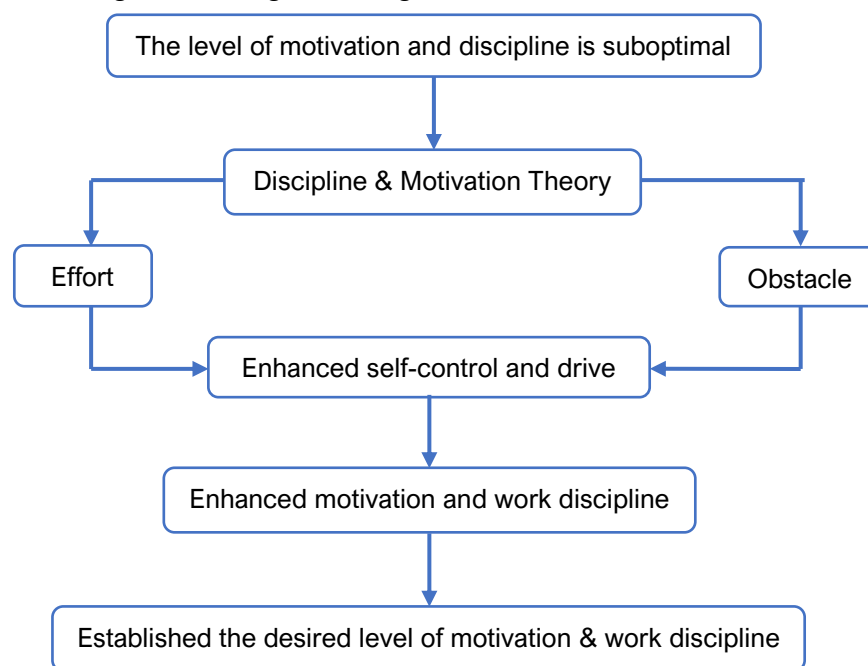 The level of motivation and discipline is suboptimal
Discipline & Motivation Theory
Effort
Obstacle
Enhanced self-control and drive
Enhanced motivation and work discipline
Established the desired level of motivation & work discipline